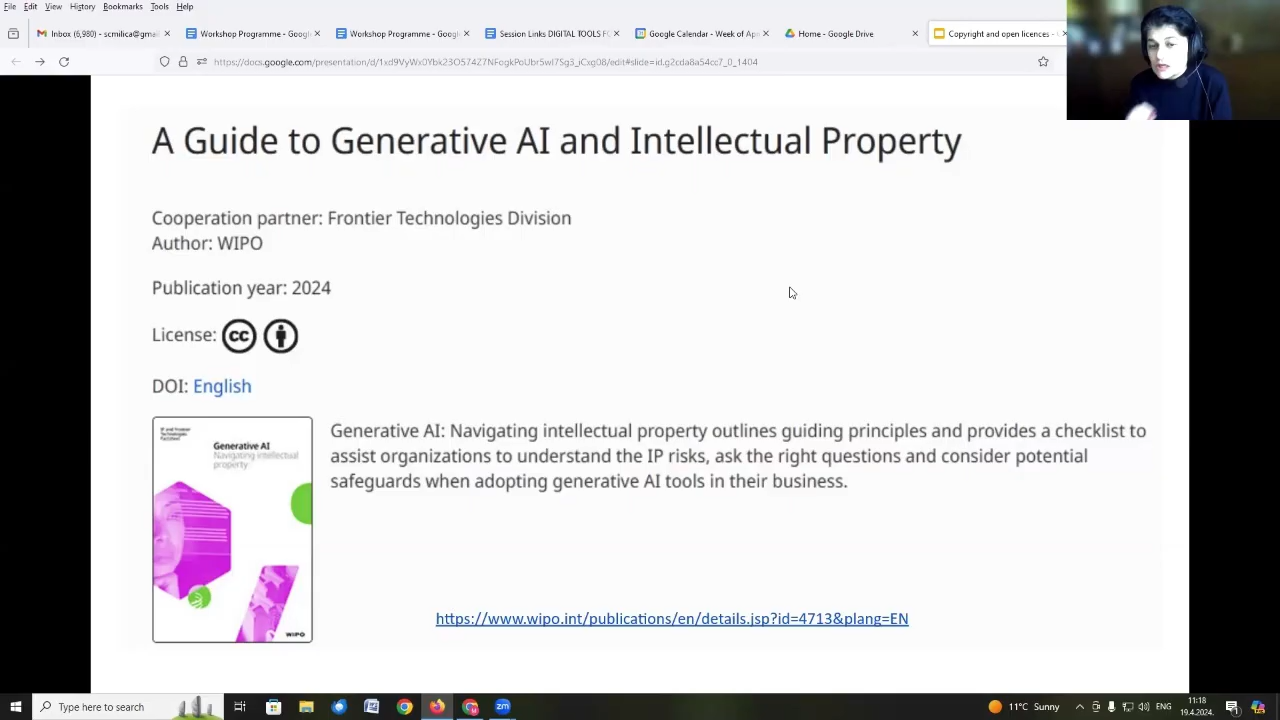 File Edit View History Bookmarks Tools Help
Inbox (6,980) - scmilica@gmai
Workshop Programme - Google
Workshop Programme - Google
Session Links DIGITAL TOOLS FO
Google Calendar - Week of Ap
Home - Google Drive
Copyright and open licences -
A Guide to Generative AI and Intellectual Property
Cooperation partner: Frontier Technologies Division
Author: WIPO
Publication year: 2024
License: cc
DOI: English
Generative AI
Navigating intellectual
property
WIPO
Generative AI: Navigating intellectual property outlines guiding principles and provides a checklist to
assist organizations to understand the IP risks, ask the right questions and consider potential
safeguards when adopting generative AI tools in their business.
https://www.wipo.int/publications/en/details.jsp?id=4713&plang=EN
Type here to search
11°C Sunny
ENG
11:18
19.4.2024.